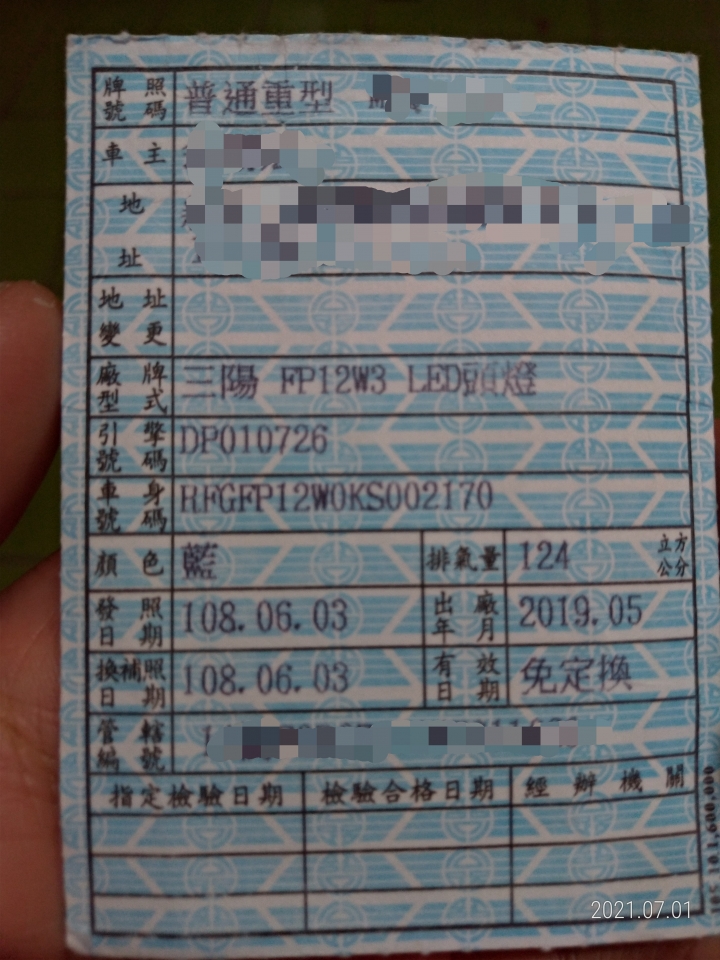 牌照號碼 普通重型
車主
地址
地址變更
廠牌型式 三陽 FP12W3 LED頭燈
引擎號碼 DP010726
車身號碼 RFGFP12W0KS002170
顏色 藍 排氣量 124 立方公分
發照日期 108.06.03 出廠年月 2019.05
換補照日期 108.06.03 有效日期 免定換
管轄編號
指定檢驗日期 檢驗合格日期 經辦機關
2021.07.01